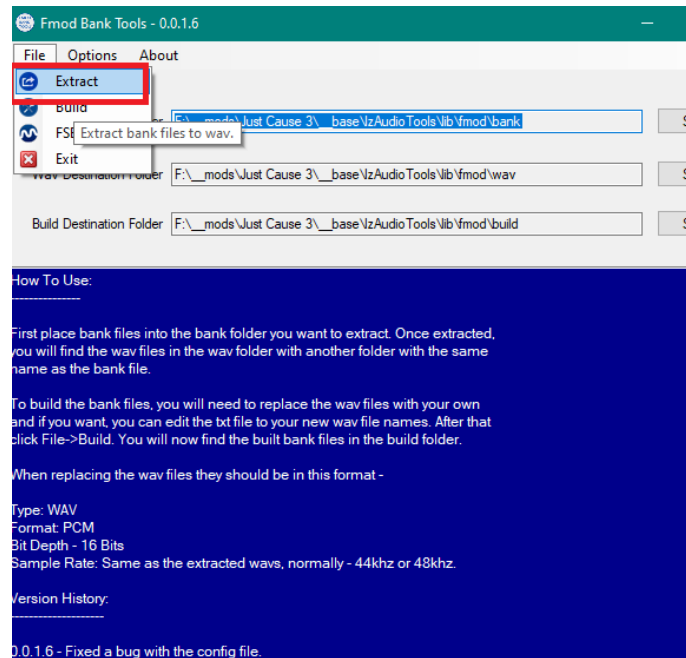 Fmod Bank Tools - 0.0.1.6
File Options About
Extract
Build
Extract bank files to wav.
Exit
F:\__mods\Just Cause 3\__base\IzAudioTools\lib\fmod\bank
Wav Destination Folder F:\__mods\Just Cause 3\__base\IzAudioTools\lib\fmod\wav
Build Destination Folder F:\__mods\Just Cause 3\__base\IzAudioTools\lib\fmod\build
How To Use:
---------------
First place bank files into the bank folder you want to extract. Once extracted,
you will find the wav files in the wav folder with another folder with the same
name as the bank file.
To build the bank files, you will need to replace the wav files with your own
and if you want, you can edit the txt file to your new wav file names. After that
click File->Build. You will now find the built bank files in the build folder.
When replacing the wav files they should be in this format -
Type: WAV
Format: PCM
Bit Depth - 16 Bits
Sample Rate: Same as the extracted wavs, normally - 44khz or 48khz.
Version History:
--------------------
0.0.1.6 - Fixed a bug with the config file.